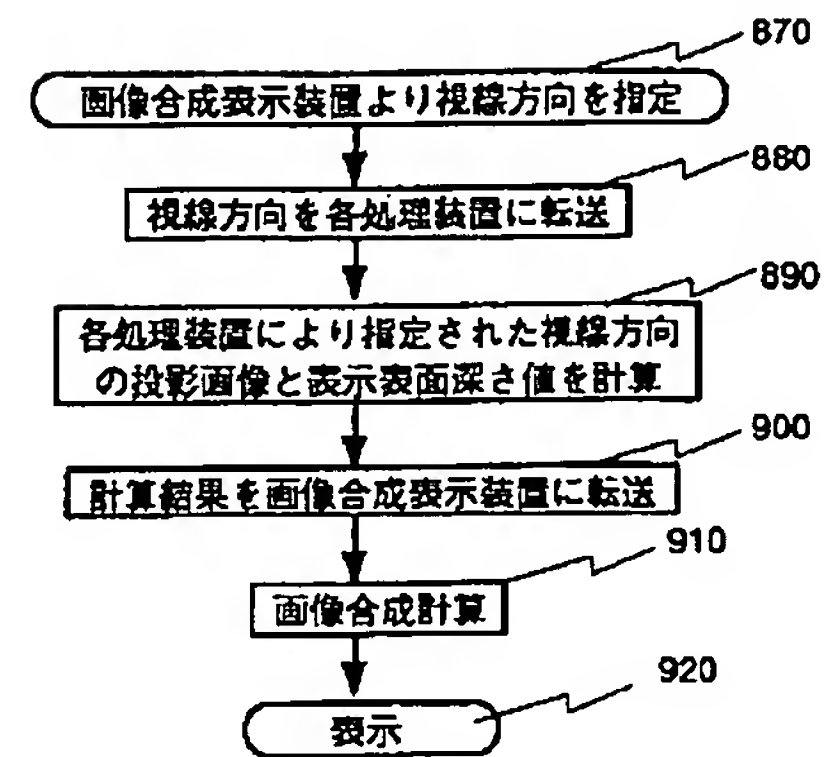 870
画像合成表示装置より視線方向を指定
880
視線方向を各処理装置に転送
890
各処理装置により指定された視線方向
の投影画像と表示表面深さ値を計算
900
計算結果を画像合成表示装置に転送
910
画像合成計算
920
表示